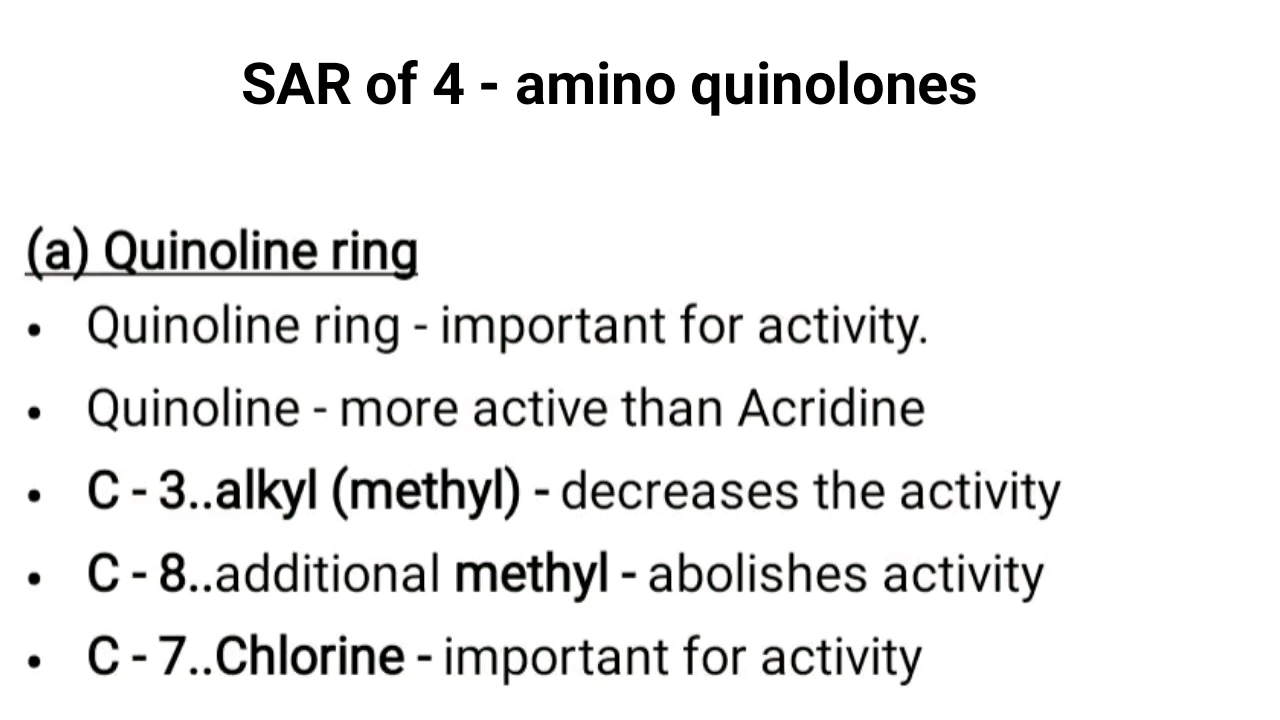 SAR of 4 - amino quinolones
(a) Quinoline ring
• Quinoline ring - important for activity.
• Quinoline - more active than Acridine
• C - 3..alkyl (methyl) - decreases the activity
• C - 8..additional methyl - abolishes activity
• C - 7..Chlorine - important for activity